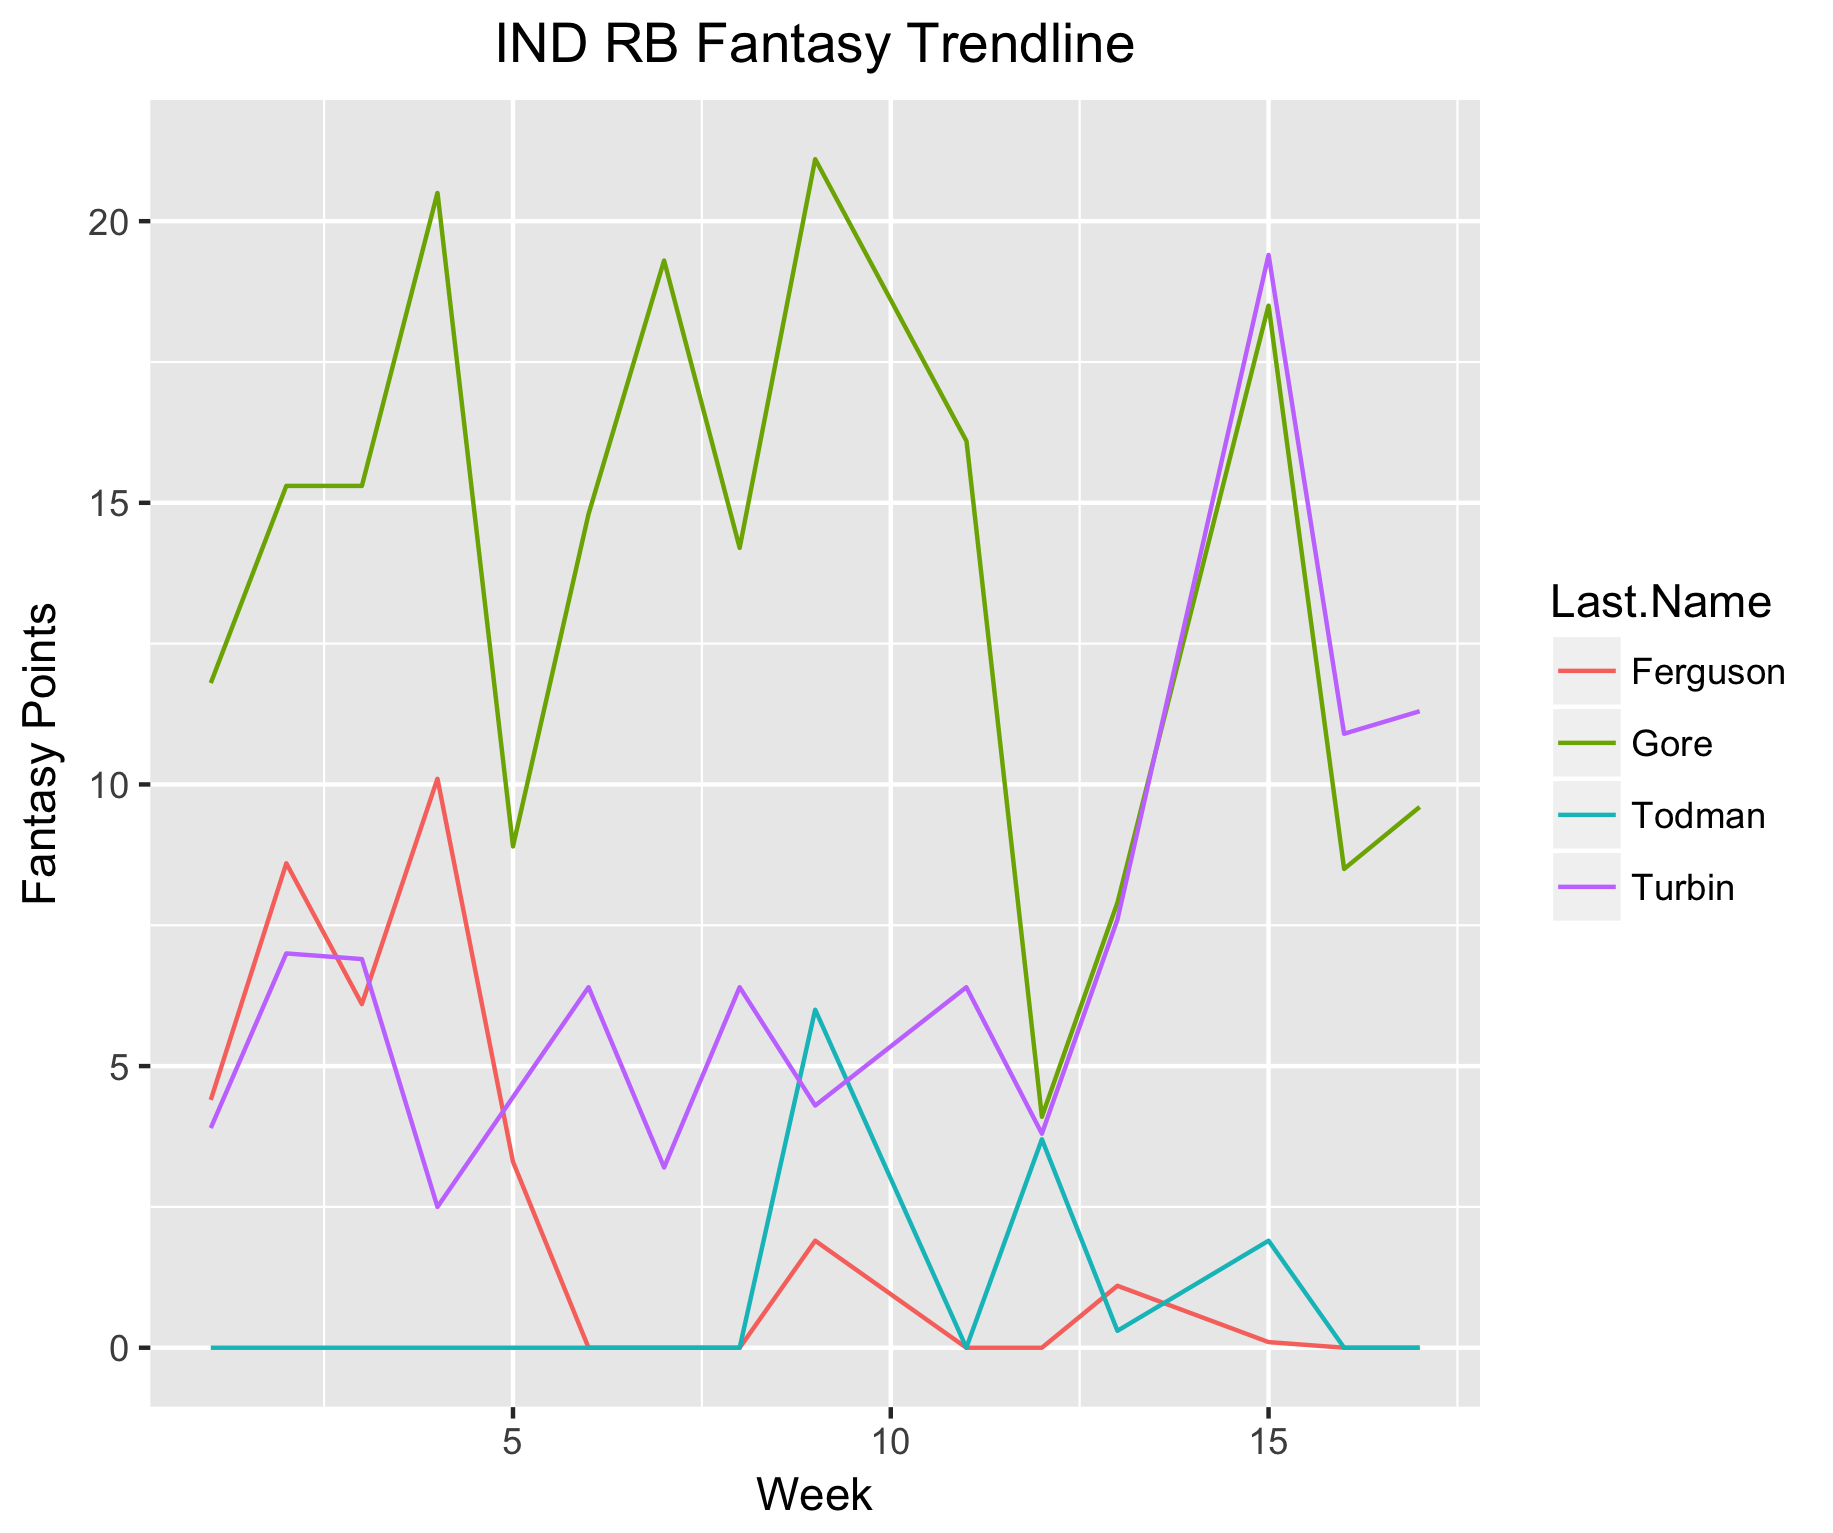 IND RB Fantasy Trendline
20
15
10
5
0
Fantasy Points
5 10 15
Week
Last.Name
Ferguson
Gore
Todman
Turbin